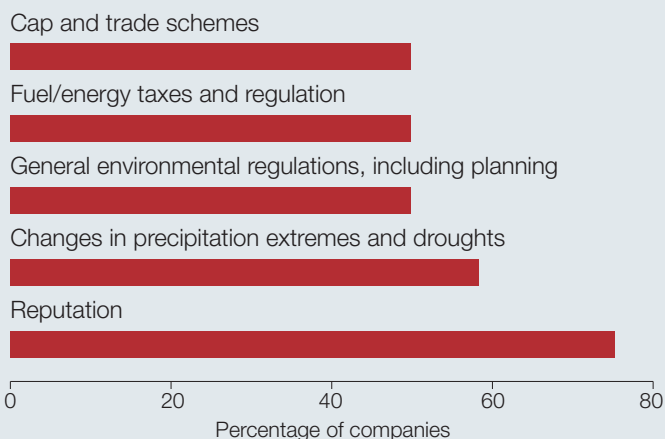 Cap and trade schemes
Fuel/energy taxes and regulation
General environmental regulations, including planning
Changes in precipitation extremes and droughts
Reputation
0 20 40 60 80
Percentage of companies